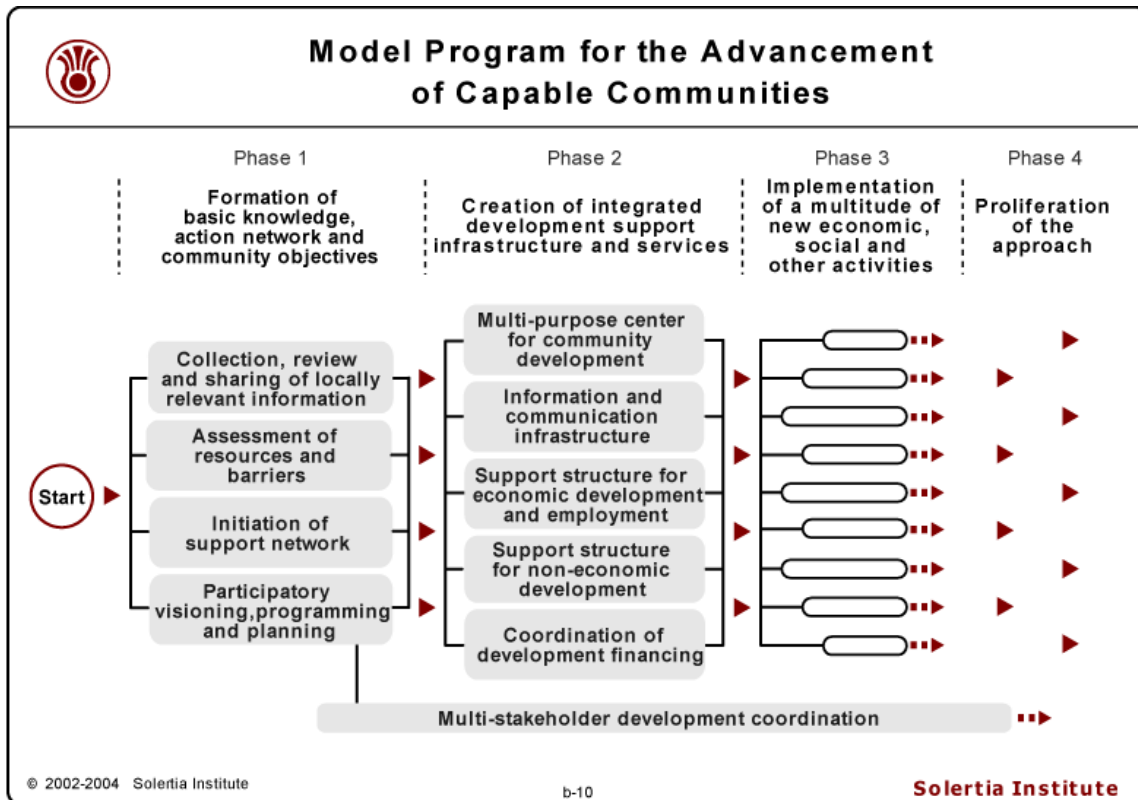 Model Program for the Advancement
of Capable Communities
Phase 1
Formation of
basic knowledge,
action network and
community objectives
Phase 2
Creation of integrated
development support
infrastructure and services
Phase 3
Implementation
of a multitude of
new economic,
social and
other activities
Phase 4
Proliferation
of the
approach
Start
Collection, review
and sharing of locally
relevant information
Assessment of
resources and
barriers
Initiation of
support network
Participatory
visioning,programming
and planning
Multi-purpose center
for community
development
Information and
communication
infrastructure
Support structure for
economic development
and employment
Support structure
for non-economic
development
Coordination of
development financing
Multi-stakeholder development coordination
© 2002-2004 Solertia Institute
b-10
Solertia Institute